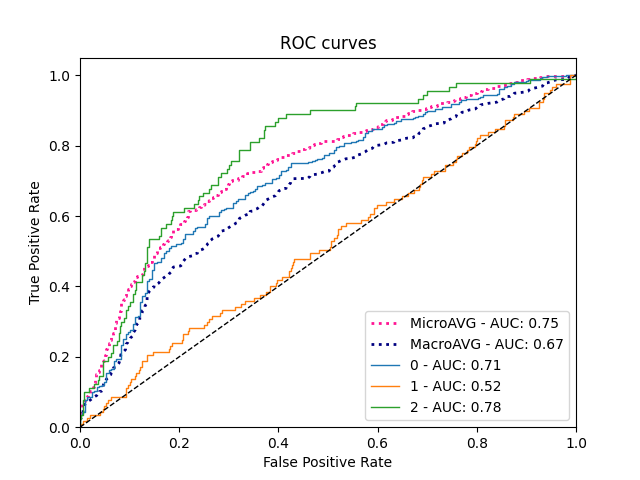 ROC curves
True Positive Rate
1.0
0.8
0.6
0.4
0.2
0.0
MicroAVG - AUC: 0.75
MacroAVG - AUC: 0.67
0 - AUC: 0.71
1 - AUC: 0.52
2 - AUC: 0.78
0.0 0.2 0.4 0.6 0.8 1.0
False Positive Rate